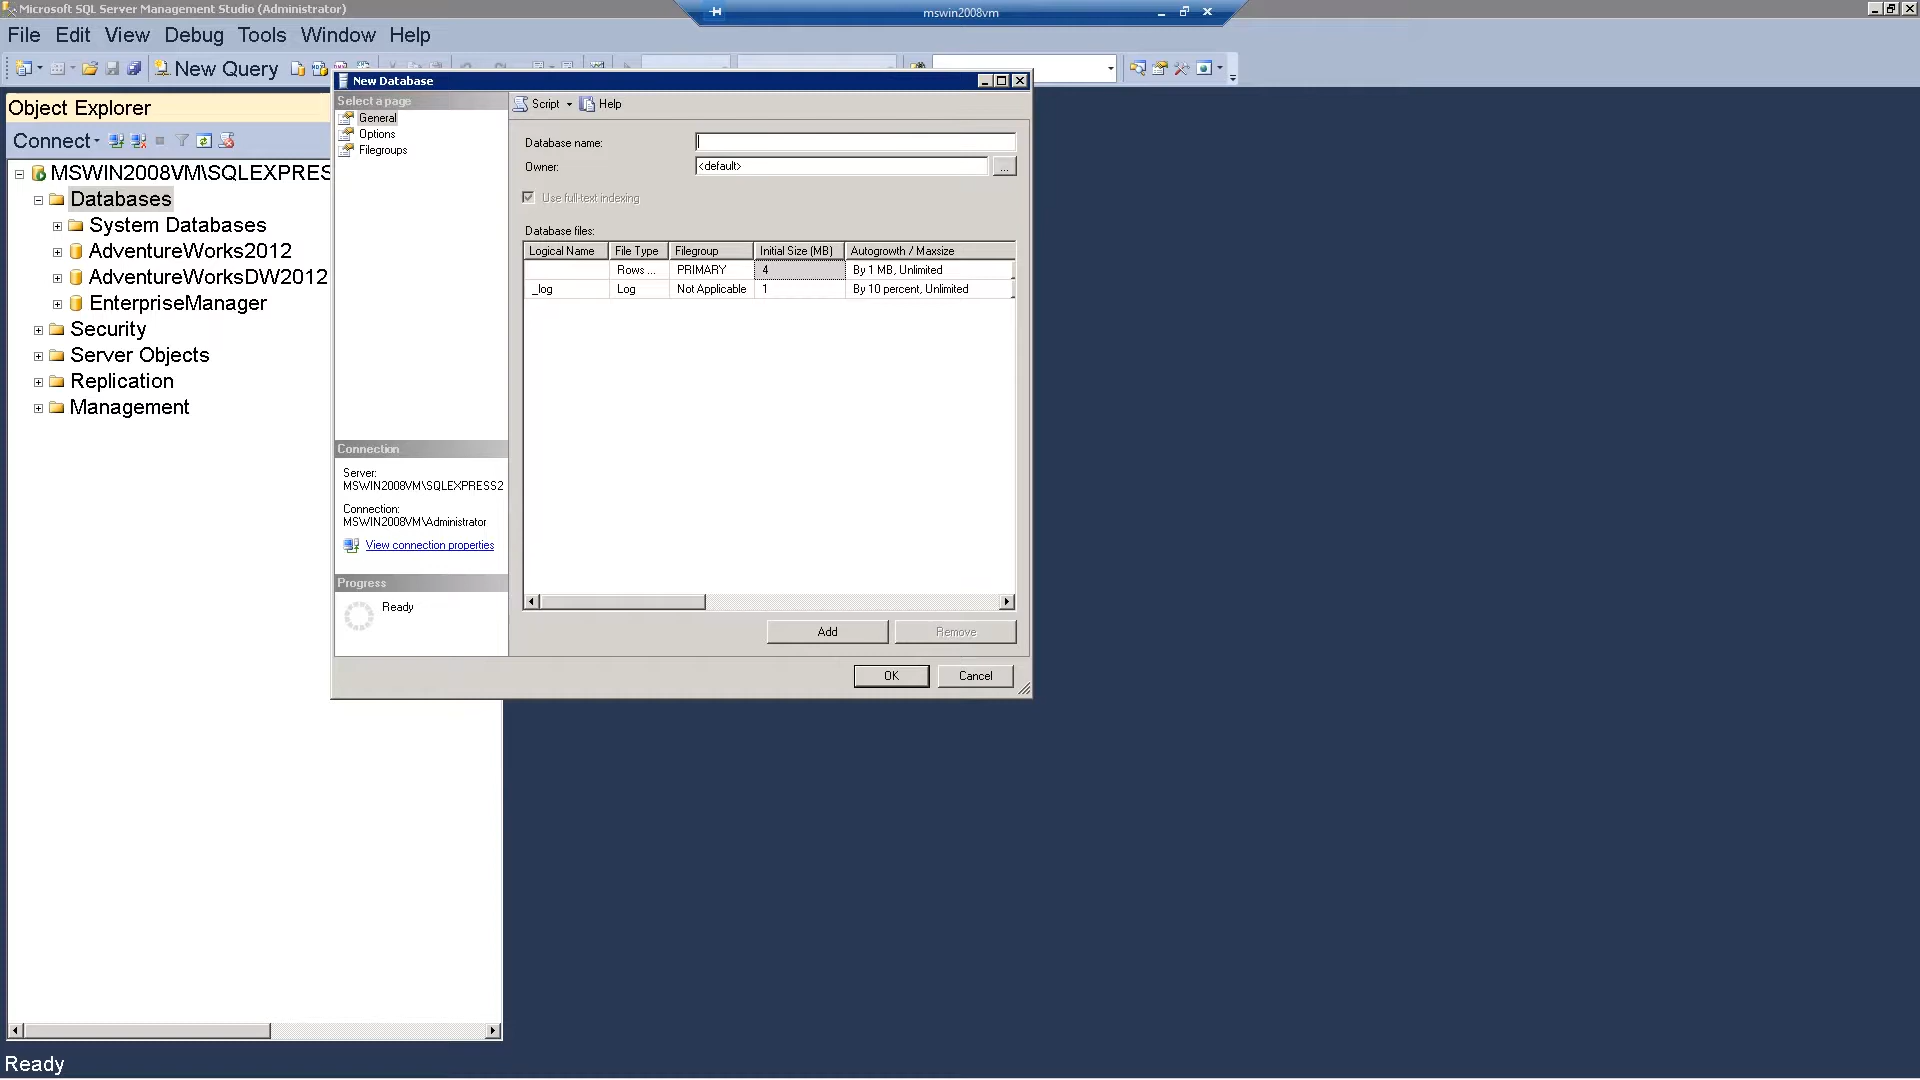 Microsoft SQL Server Management Studio (Administrator)
mswin2008vm
File Edit View Debug Tools Window Help
New Query
New Database
Object Explorer
Connect
MSWIN2008VM\SQLEXPRES
Databases
System Databases
AdventureWorks2012
AdventureWorksDW2012
EnterpriseManager
Security
Server Objects
Replication
Management
Select a page
General
Options
Filegroups
Connection
Server:
MSWIN2008VM\SQLEXPRESS2
Connection:
MSWIN2008VM\Administrator
View connection properties
Progress
Ready
Script Help
Database name:
Owner: <default> ...
Use full-text indexing
Database files:
Logical Name File Type Filegroup Initial Size (MB) Autogrowth / Maxsize
Rows ... PRIMARY 4 By 1 MB, Unlimited
_log Log Not Applicable 1 By 10 percent, Unlimited
Add Remove
OK Cancel
Ready